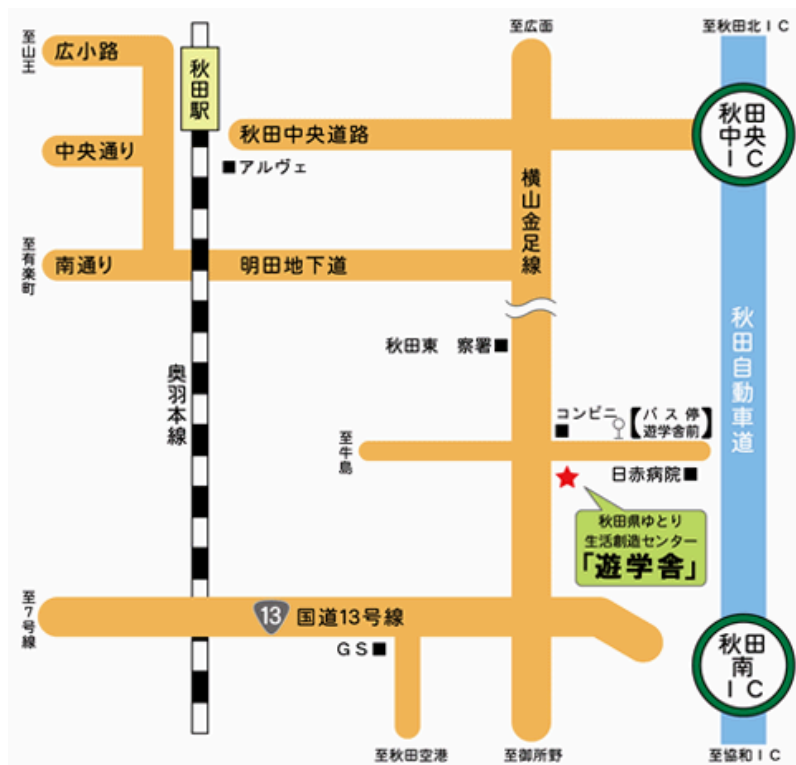 至山王
広小路
秋田駅
至広面
至秋田北IC
秋田
中央
IC
中央通り
秋田中央道路
■アルヴェ
横山金足線
至有楽町
南通り
明田地下道
秋田東　察署■
秋田自動車道
奥羽本線
コンビニ
■
【バス停
遊学舎前】
至牛島
日赤病院■
★
秋田県ゆとり
生活創造センター
「遊学舎」
至7号線
13
国道13号線
GS■
秋田
南
IC
至秋田空港
至御所野
至協和IC